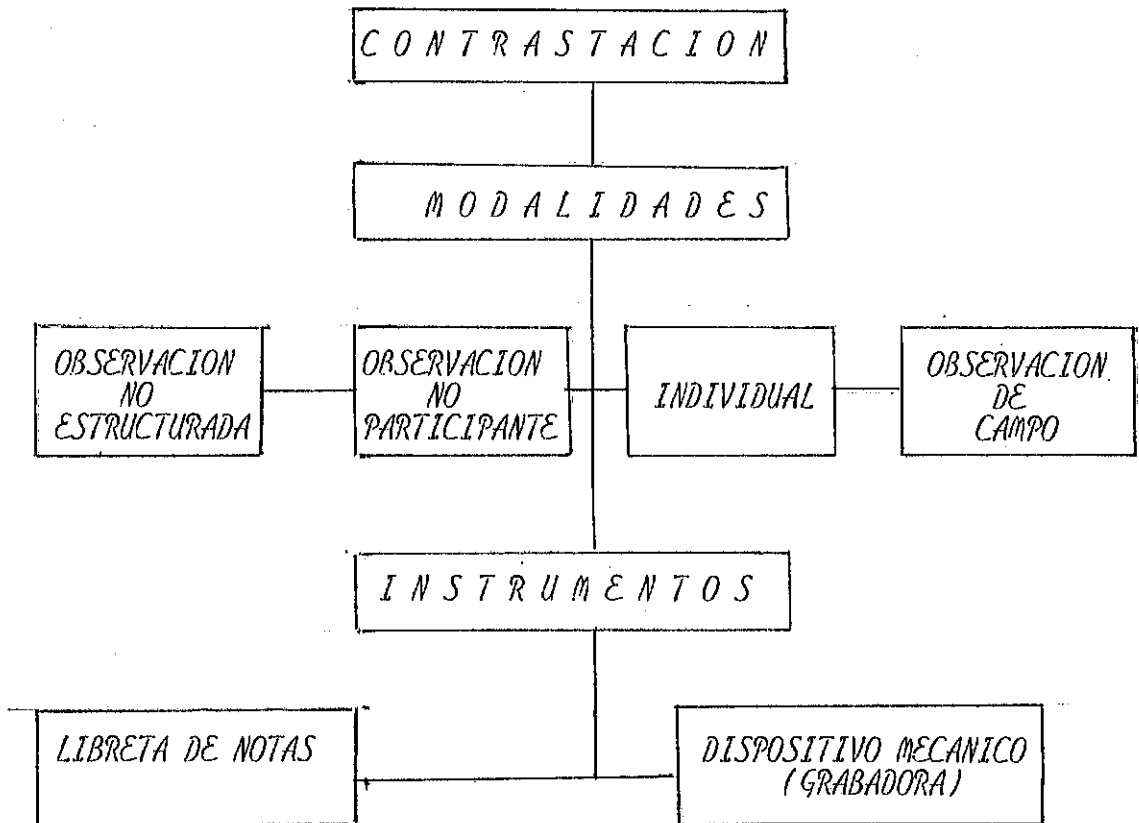 CONTRASTACION
MODALIDADES
OBSERVACION
NO
ESTRUCTURADA
OBSERVACION
NO
PARTICIPANTE
INDIVIDUAL
OBSERVACION
DE
CAMPO
INSTRUMENTOS
LIBRETA DE NOTAS
DISPOSITIVO MECANICO
(GRABADORA)